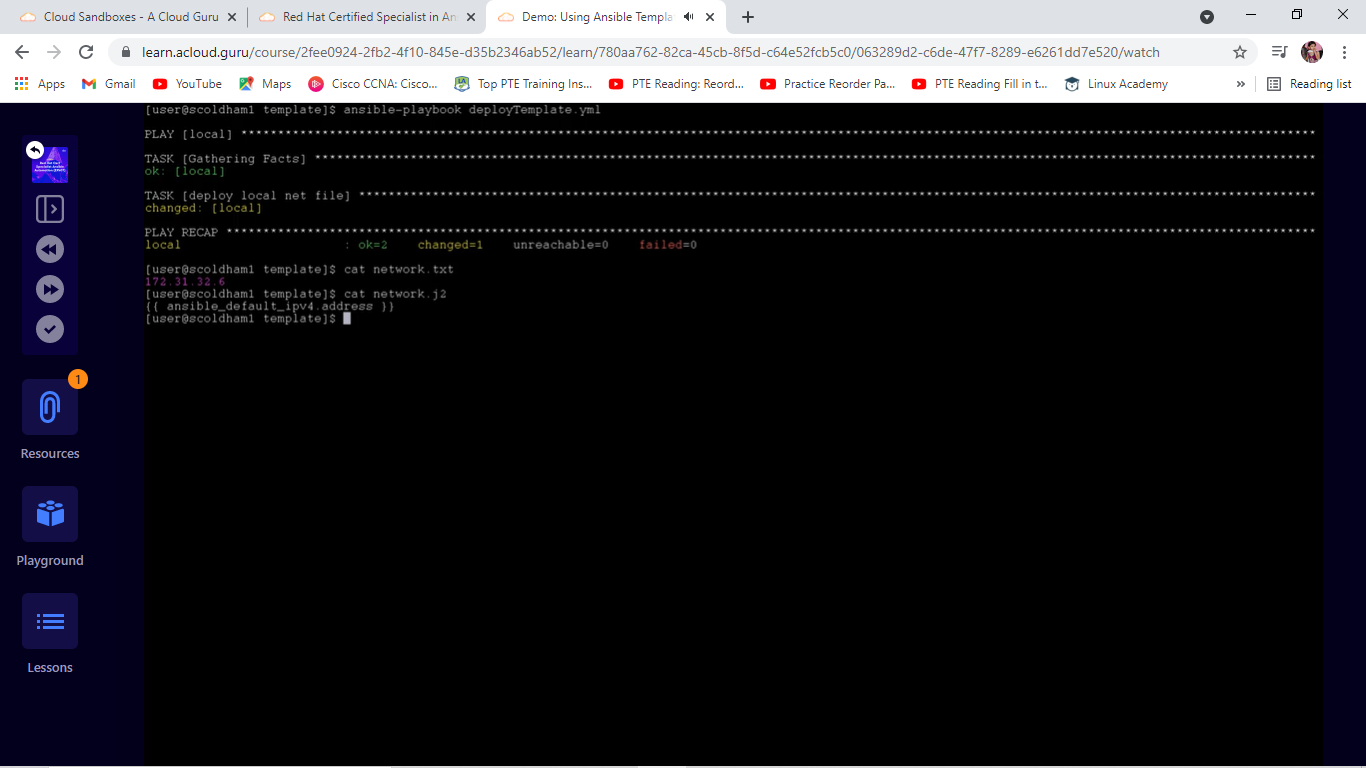 Cloud Sandboxes - A Cloud Guru
Red Hat Certified Specialist in An
Demo: Using Ansible Templa
learn.acloud.guru/course/2fee0924-2fb2-4f10-845e-d35b2346ab52/learn/780aa762-82ca-45cb-8f5d-c64e52fcb5c0/063289d2-c6de-47f7-8289-e6261dd7e520/watch
Apps Gmail YouTube Maps Cisco CCNA: Cisco... Top PTE Training Ins... PTE Reading: Reord... Practice Reorder Pa... PTE Reading Fill in t... Linux Academy » Reading list
[user@scoldham1 template]$ ansible-playbook deployTemplate.yml
PLAY [local] ****************************************************************************************************************************************************
TASK [Gathering Facts] ****************************************************************************************************************************************
ok: [local]
TASK [deploy local net file] **********************************************************************************************************************************
changed: [local]
PLAY RECAP ****************************************************************************************************************************************************
local : ok=2 changed=1 unreachable=0 failed=0
[user@scoldham1 template]$ cat network.txt
172.31.32.6
[user@scoldham1 template]$ cat network.j2
{{ ansible_default_ipv4.address }}
[user@scoldham1 template]$
1
Resources
Playground
Lessons